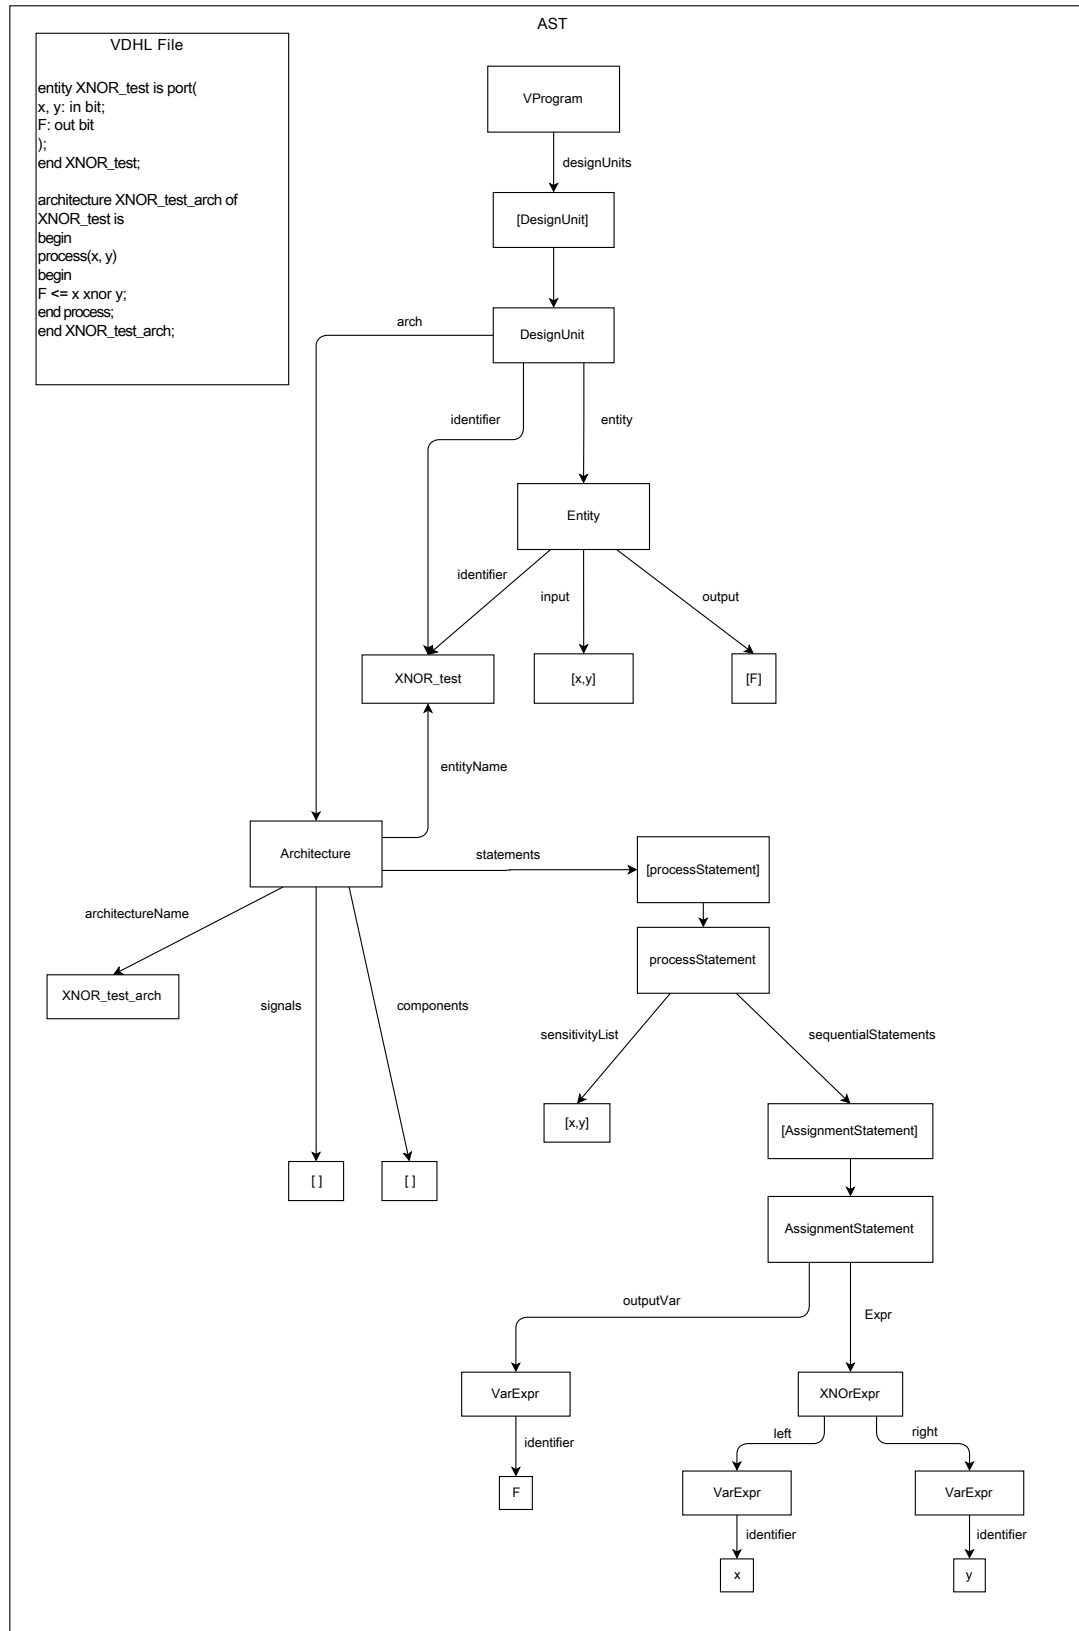 AST
VDHL File
entity XNOR_test is port(
x, y: in bit;
F: out bit
);
end XNOR_test;
architecture XNOR_test_arch of
XNOR_test is
begin
process(x, y)
begin
F <= x xnor y;
end process;
end XNOR_test_arch;
VProgram
designUnits
[DesignUnit]
DesignUnit
arch
identifier
entity
Entity
identifier
input
output
XNOR_test
[x,y]
[F]
entityName
Architecture
statements
[processStatement]
architectureName
processStatement
XNOR_test_arch
signals
components
sensitivityList
sequentialStatements
[x,y]
[AssignmentStatement]
[ ]
[ ]
AssignmentStatement
outputVar
Expr
VarExpr
XNOrExpr
identifier
left
right
F
VarExpr
VarExpr
identifier
identifier
x
y